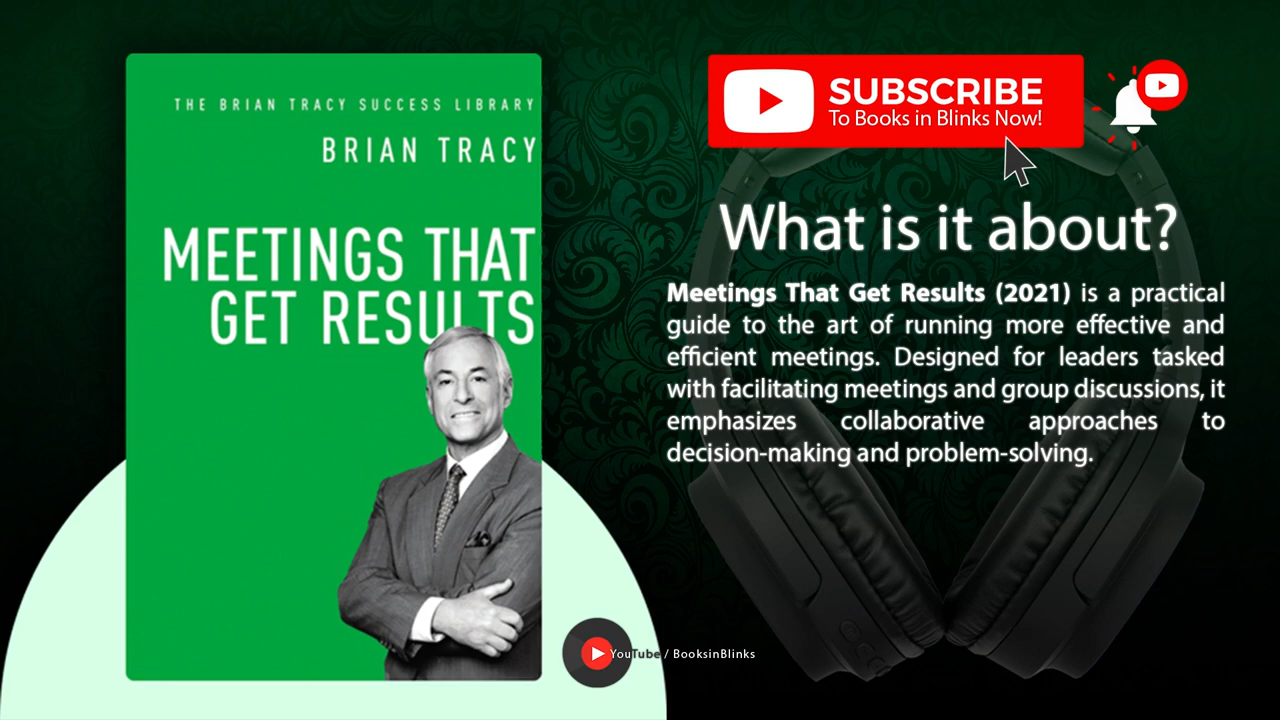 THE BRIAN TRACY SUCCESS LIBRARY
BRIAN TRACY
MEETINGS THAT
GET RESULTS
SUBSCRIBE
To Books in Blinks Now!
What is it about?
Meetings That Get Results (2021) is a practical
guide to the art of running more effective and
efficient meetings. Designed for leaders tasked
with facilitating meetings and group discussions, it
emphasizes collaborative approaches to
decision-making and problem-solving.
YouTube / BooksinBlinks